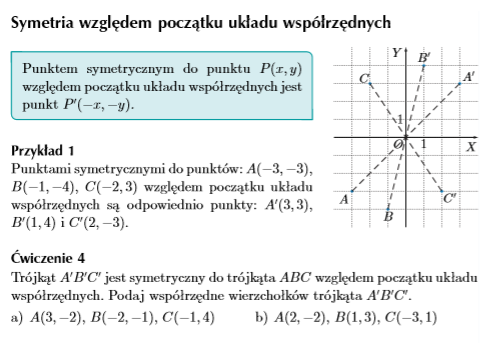 Symetria względem początku układu współrzędnych
Punktem symetrycznym do punktu P(x, y)
względem początku układu współrzędnych jest
punkt P′(−x, −y).
Przykład 1
Punktami symetrycznymi do punktów: A(−3, −3),
B(−1, −4), C(−2, 3) względem początku układu
współrzędnych są odpowiednio punkty: A′(3, 3),
B′(1, 4) i C′(2, −3).
Y
B′
C
A′
1
O
1
X
A
C′
B
Ćwiczenie 4
Trójkąt A′B′C′ jest symetryczny do trójkąta ABC względem początku układu
współrzędnych. Podaj współrzędne wierzchołków trójkąta A′B′C′.
a) A(3, −2), B(−2, −1), C(−1, 4) b) A(2, −2), B(1, 3), C(−3, 1)